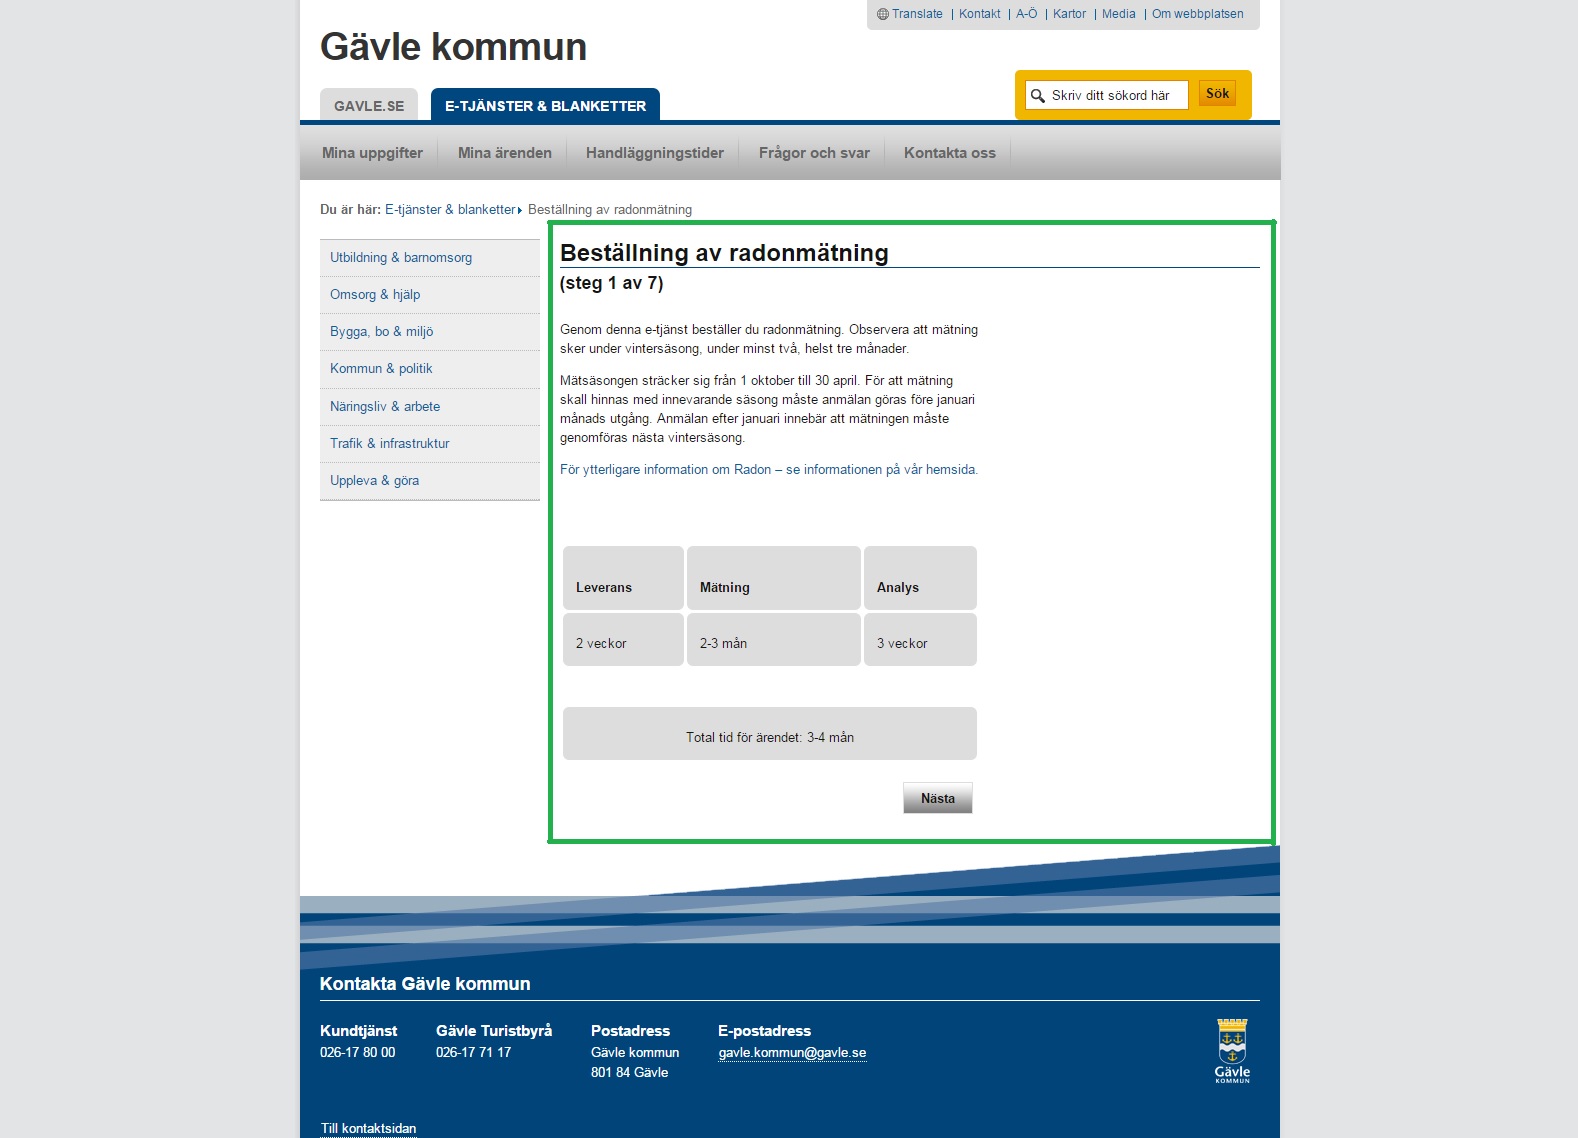 Translate | Kontakt | A-Ö | Kartor | Media | Om webbplatsen
Gävle kommun
GAVLE.SE
E-TJÄNSTER & BLANKETTER
Skriv ditt sökord här
Sök
Mina uppgifter
Mina ärenden
Handläggningstider
Frågor och svar
Kontakta oss
Du är här: E-tjänster & blanketter Beställning av radonmätning
Utbildning & barnomsorg
Omsorg & hjälp
Bygga, bo & miljö
Kommun & politik
Näringsliv & arbete
Trafik & infrastruktur
Uppleva & göra
Beställning av radonmätning
(steg 1 av 7)
Genom denna e-tjänst beställer du radonmätning. Observera att mätning
sker under vintersäsong, under minst två, helst tre månader.
Mätsäsongen sträcker sig från 1 oktober till 30 april. För att mätning
skall hinnas med innevarande säsong måste anmälan göras före januari
månads utgång. Anmälan efter januari innebär att mätningen måste
genomföras nästa vintersäsong.
För ytterligare information om Radon – se informationen på vår hemsida.
Leverans
Mätning
Analys
2 veckor
2-3 mån
3 veckor
Total tid för ärendet: 3-4 mån
Nästa
Kontakta Gävle kommun
Kundtjänst
026-17 80 00
Gävle Turistbyrå
026-17 71 17
Postadress
Gävle kommun
801 84 Gävle
E-postadress
gavle.kommun@gavle.se
Gävle
KOMMUN
Till kontaktsidan